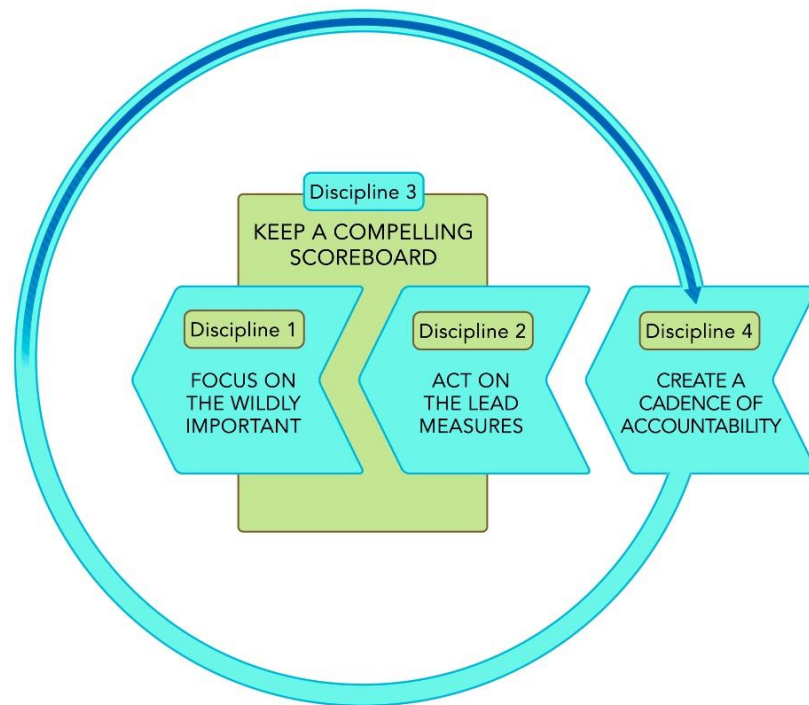 Discipline 3
KEEP A COMPELLING
SCOREBOARD
Discipline 1
FOCUS ON
THE WILDLY
IMPORTANT
Discipline 2
ACT ON
THE LEAD
MEASURES
Discipline 4
CREATE A
CADENCE OF
ACCOUNTABILITY